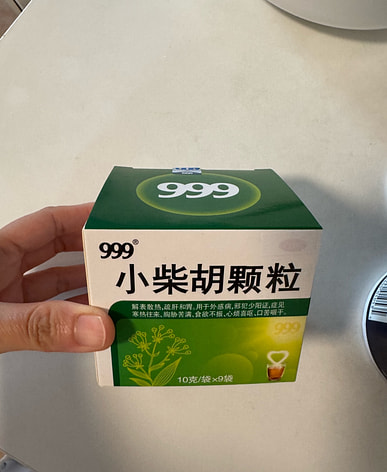 999
999®
小柴胡颗粒
解表散热,疏肝和胃。用于外感病,邪犯少阳证,症见
寒热往来、胸胁苦满、食欲不振、心烦喜呕、口苦咽干。
999
10克/袋×9袋